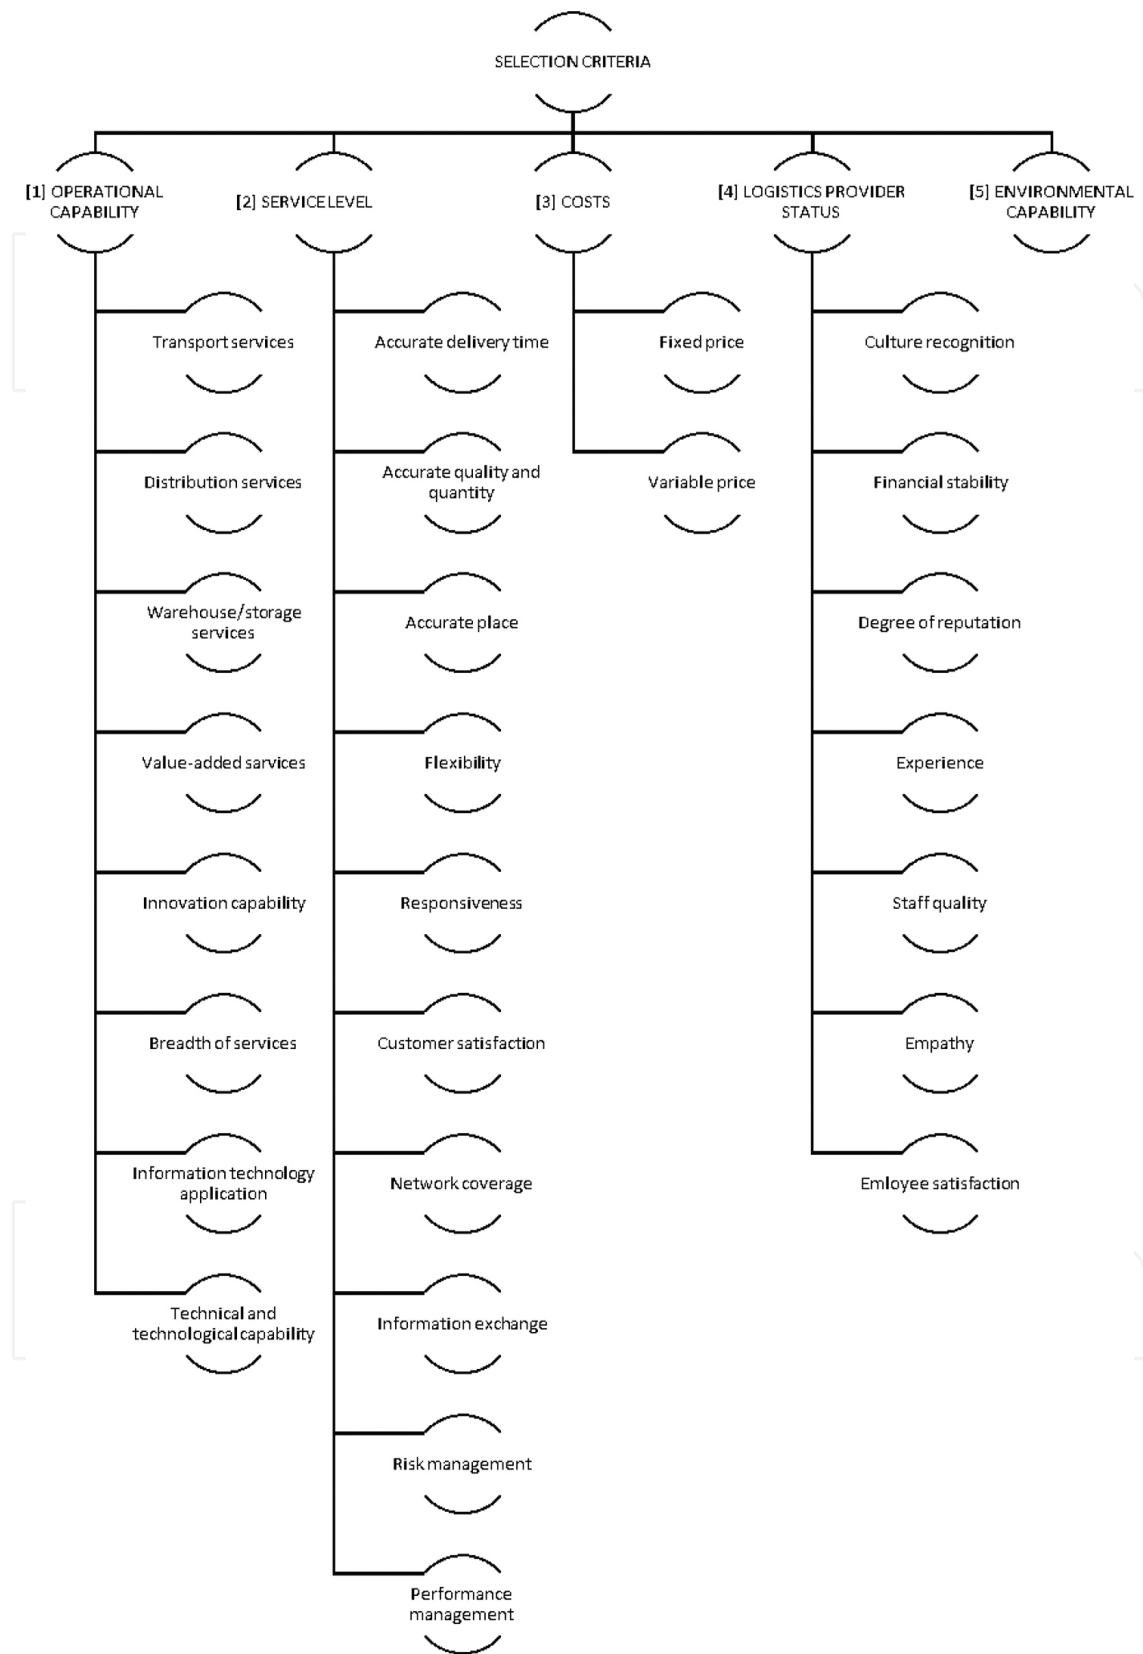 SELECTION CRITERIA
[1] OPERATIONAL
CAPABILITY
[2] SERVICE LEVEL
[3] COSTS
[4] LOGISTICS PROVIDER
STATUS
[5] ENVIRONMENTAL
CAPABILITY
Transport services
Distribution services
Warehouse/storage
services
Value-added sarvices
Innovation capability
Breadth of services
Information technology
application
Technical and
technological capability
Accurate delivery time
Accurate quality and
quantity
Accurate place
Flexibility
Responsiveness
Customer satisfaction
Network coverage
Information exchange
Risk management
Performance
management
Fixed price
Variable price
Culture recognition
Financial stability
Degree of reputation
Experience
Staff quality
Empathy
Emloyee satisfaction